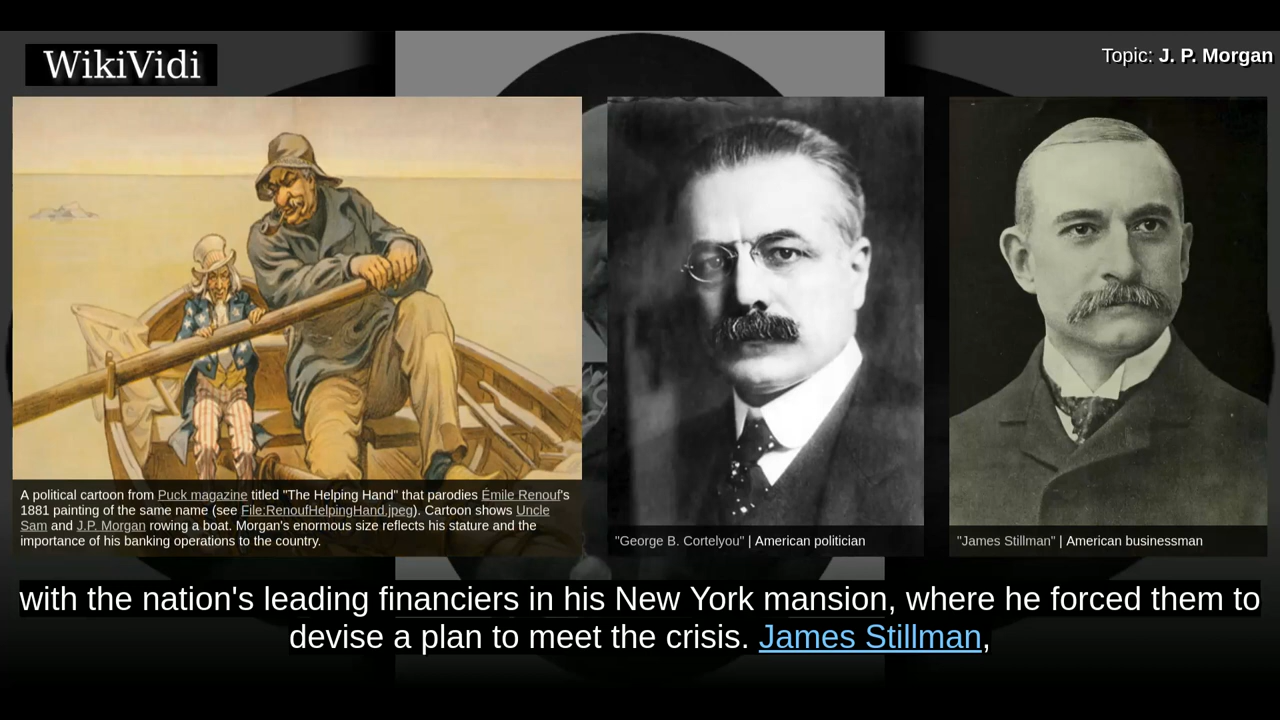 WikiVidi
Topic: J. P. Morgan
A political cartoon from Puck magazine titled "The Helping Hand" that parodies Émile Renouf's
1881 painting of the same name (see File:RenoufHelpingHand.jpeg). Cartoon shows Uncle
Sam and J.P. Morgan rowing a boat. Morgan's enormous size reflects his stature and the
importance of his banking operations to the country.
"George B. Cortelyou" | American politician
"James Stillman" | American businessman
with the nation's leading financiers in his New York mansion, where he forced them to
devise a plan to meet the crisis. James Stillman,